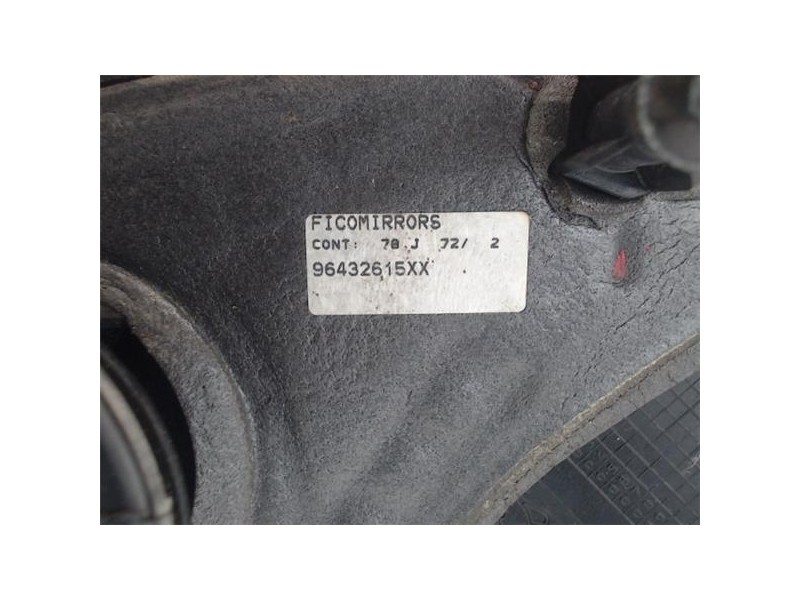 FICOMIRRORS
CONT: 78.J 72/ 2
96432615XX